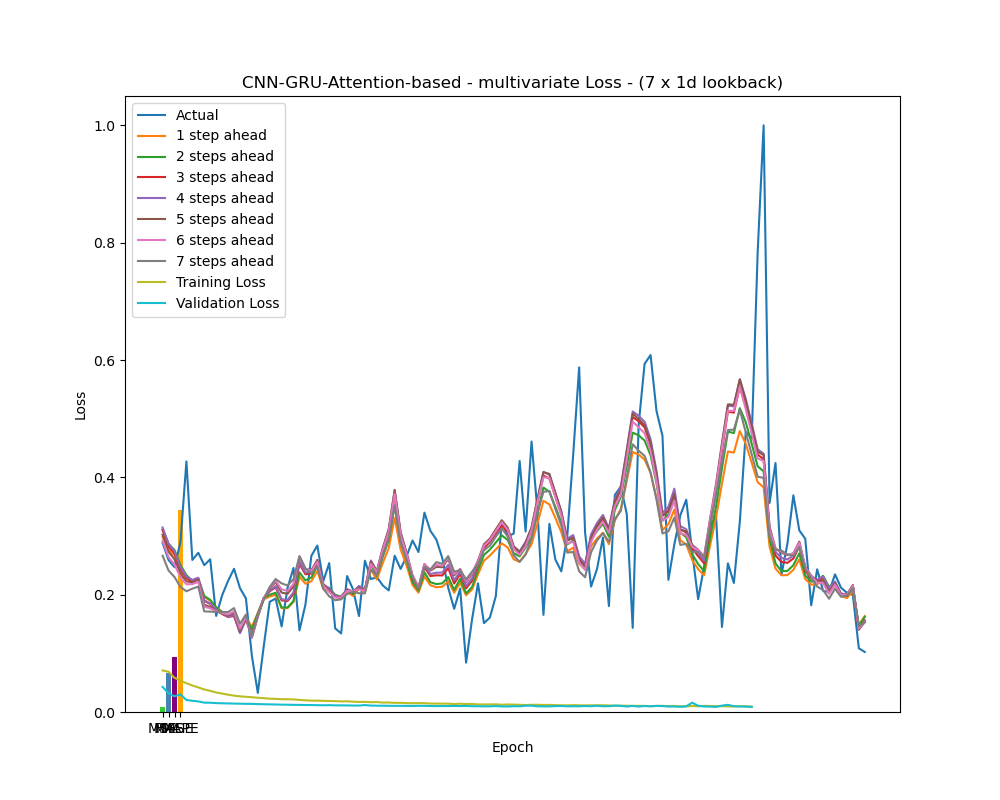 CNN-GRU-Attention-based - multivariate Loss - (7 x 1d lookback)
Actual
1 step ahead
2 steps ahead
3 steps ahead
4 steps ahead
5 steps ahead
6 steps ahead
7 steps ahead
Training Loss
Validation Loss
1.0
0.8
0.6
0.4
0.2
0.0
Loss
Epoch